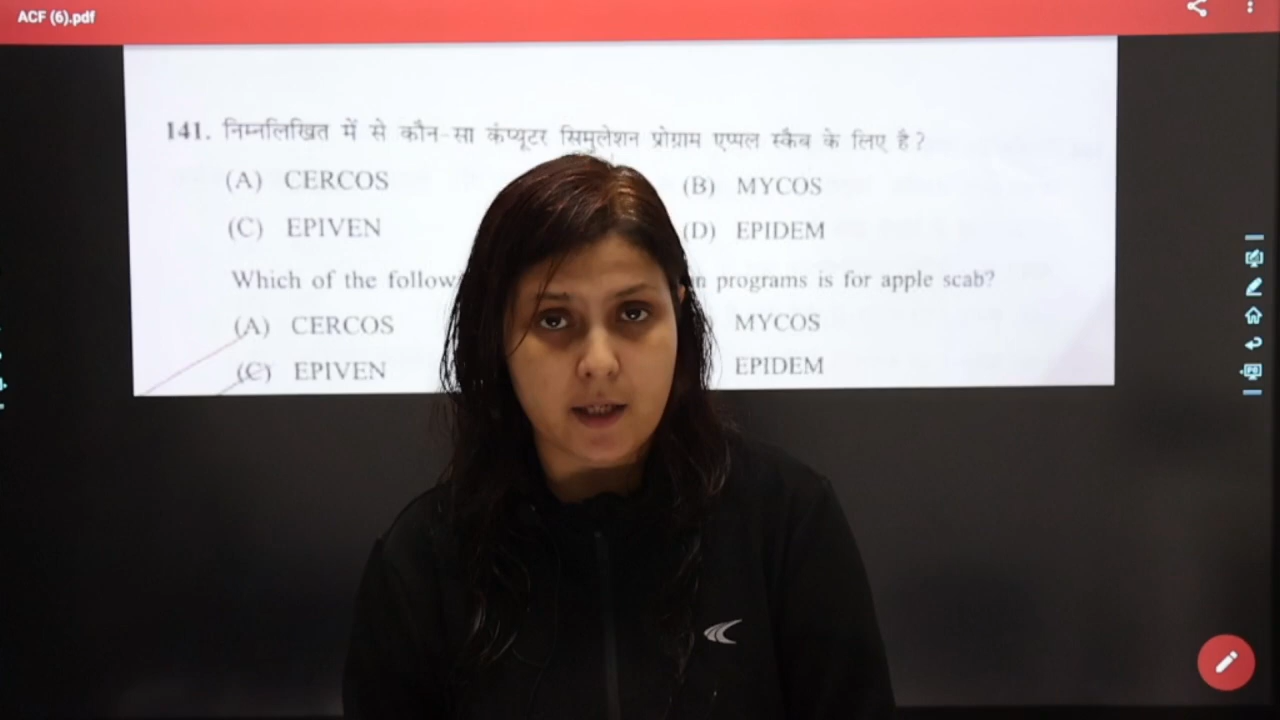 ACF (6).pdf
141. निम्नलिखित में से कौन-सा कंप्यूटर सिमुलेशन प्रोग्राम एप्पल स्कैब के लिए है?
(A) CERCOS (B) MYCOS
(C) EPIVEN (D) EPIDEM
Which of the programs is for apple scab?
(A) CERCOS MYCOS
(C) EPIVEN EPIDEM